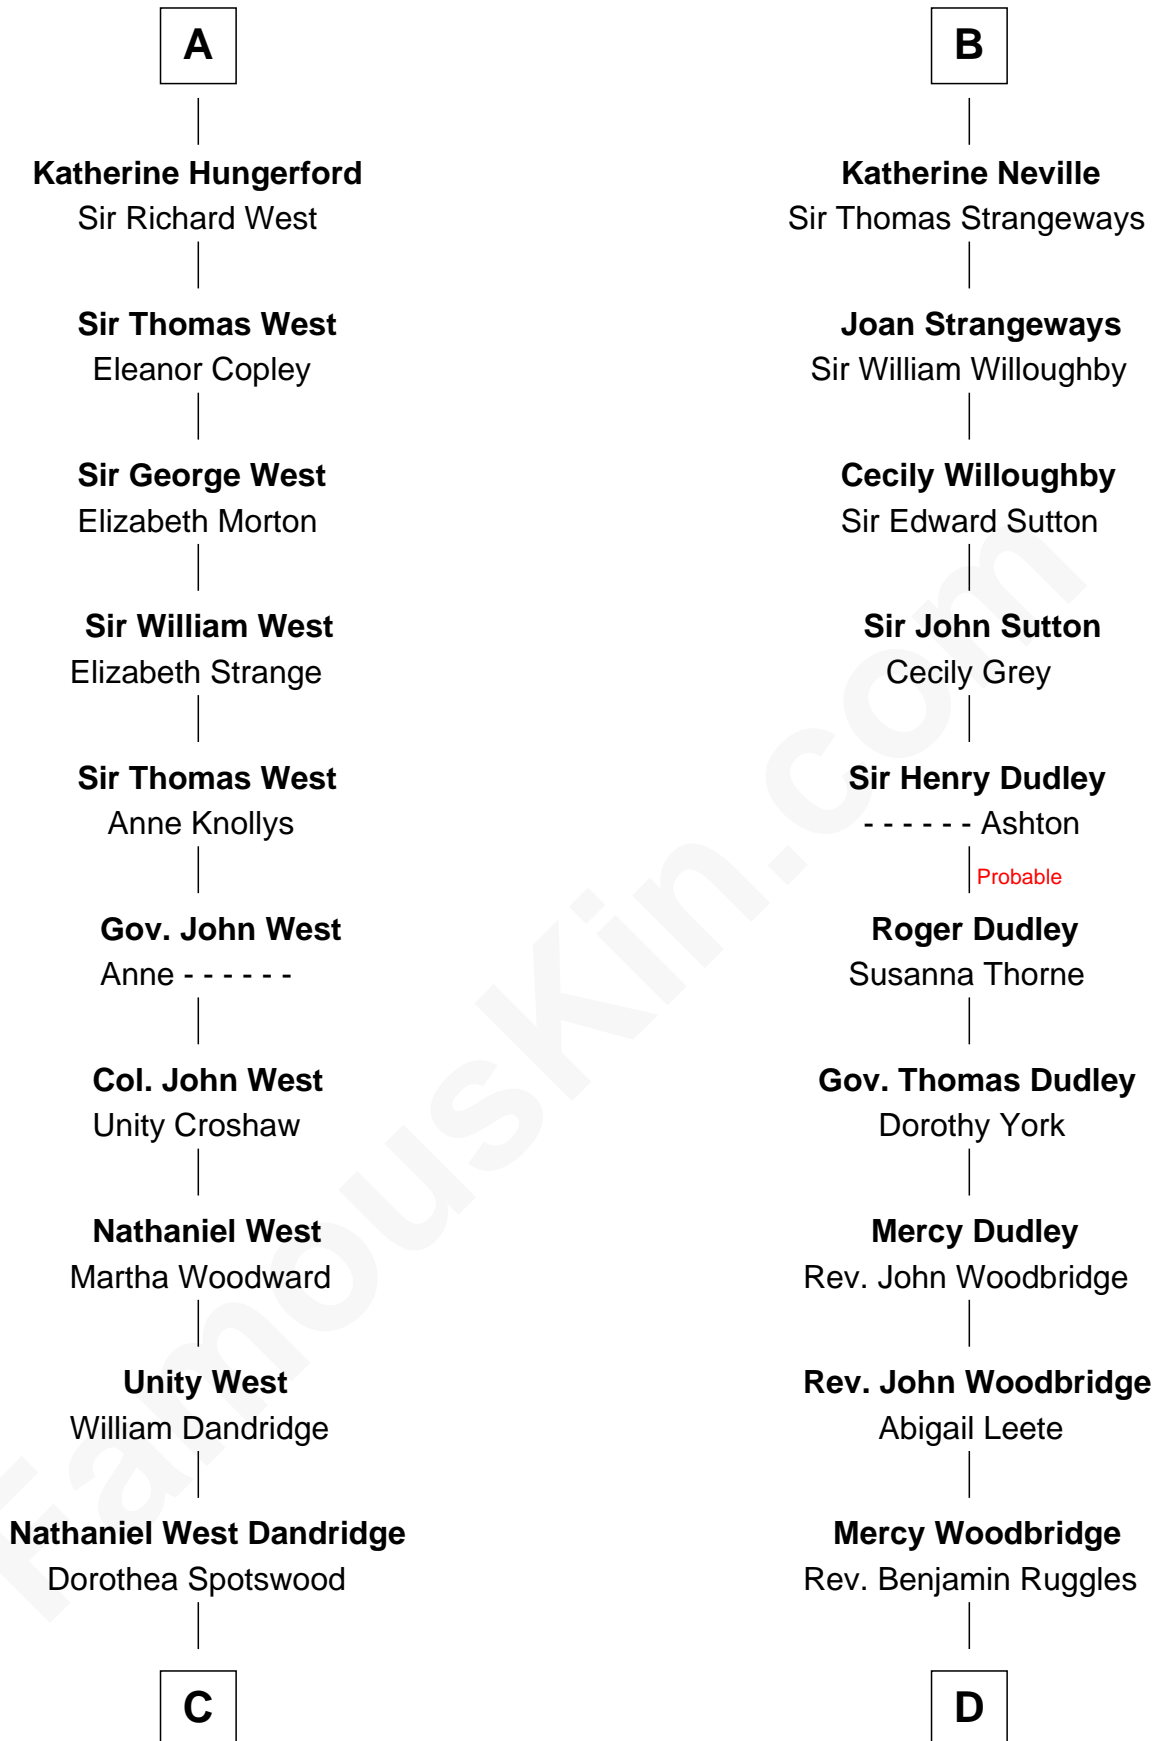 A
Katherine Hungerford
Sir Richard West
Sir Thomas West
Eleanor Copley
Sir George West
Elizabeth Morton
Sir William West
Elizabeth Strange
Sir Thomas West
Anne Knollys
Gov. John West
Anne - - - - - -
Col. John West
Unity Croshaw
Nathaniel West
Martha Woodward
Unity West
William Dandridge
Nathaniel West Dandridge
Dorothea Spotswood
C
B
Katherine Neville
Sir Thomas Strangeways
Joan Strangeways
Sir William Willoughby
Cecily Willoughby
Sir Edward Sutton
Sir John Sutton
Cecily Grey
Sir Henry Dudley
- - - - - - Ashton
Probable
Roger Dudley
Susanna Thorne
Gov. Thomas Dudley
Dorothy York
Mercy Dudley
Rev. John Woodbridge
Rev. John Woodbridge
Abigail Leete
Mercy Woodbridge
Rev. Benjamin Ruggles
D
FamousKin.com